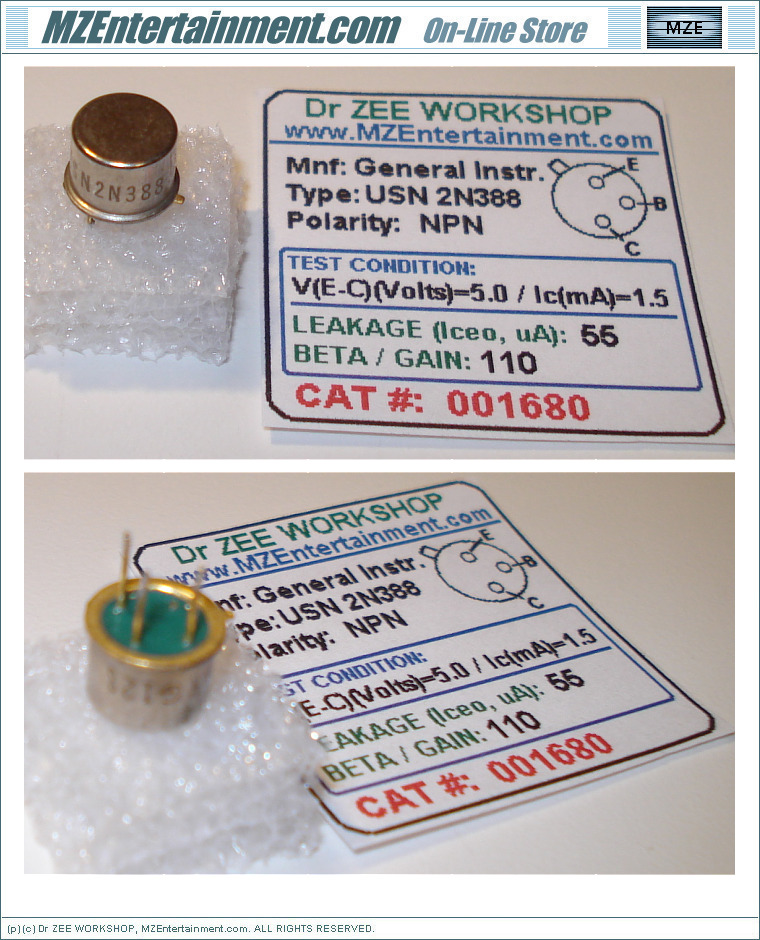 MZEntertainment.com On-Line Store MZE
Dr ZEE WORKSHOP
www.MZEntertainment.com
Mnf: General Instr.
Type: USN 2N388
Polarity: NPN
E
B
C
TEST CONDITION:
V(E-C)(Volts)=5.0 / Ic(mA)=1.5
LEAKAGE (Iceo, uA): 55
BETA / GAIN: 110
CAT #: 001680
SN2N388
Dr ZEE WORKSHOP
www.MZEntertainment.com
nf: General Instr.
pe: USN 2N388
larity: NPN
E
B
C
ST CONDITION:
(E-C)(Volts)=5.0 / Ic(mA)=1.5
EAKAGE (Iceo, uA): 55
BETA / GAIN: 110
CAT #: 001680
(p)(c) Dr ZEE WORKSHOP, MZEntertainment.com. ALL RIGHTS RESERVED.